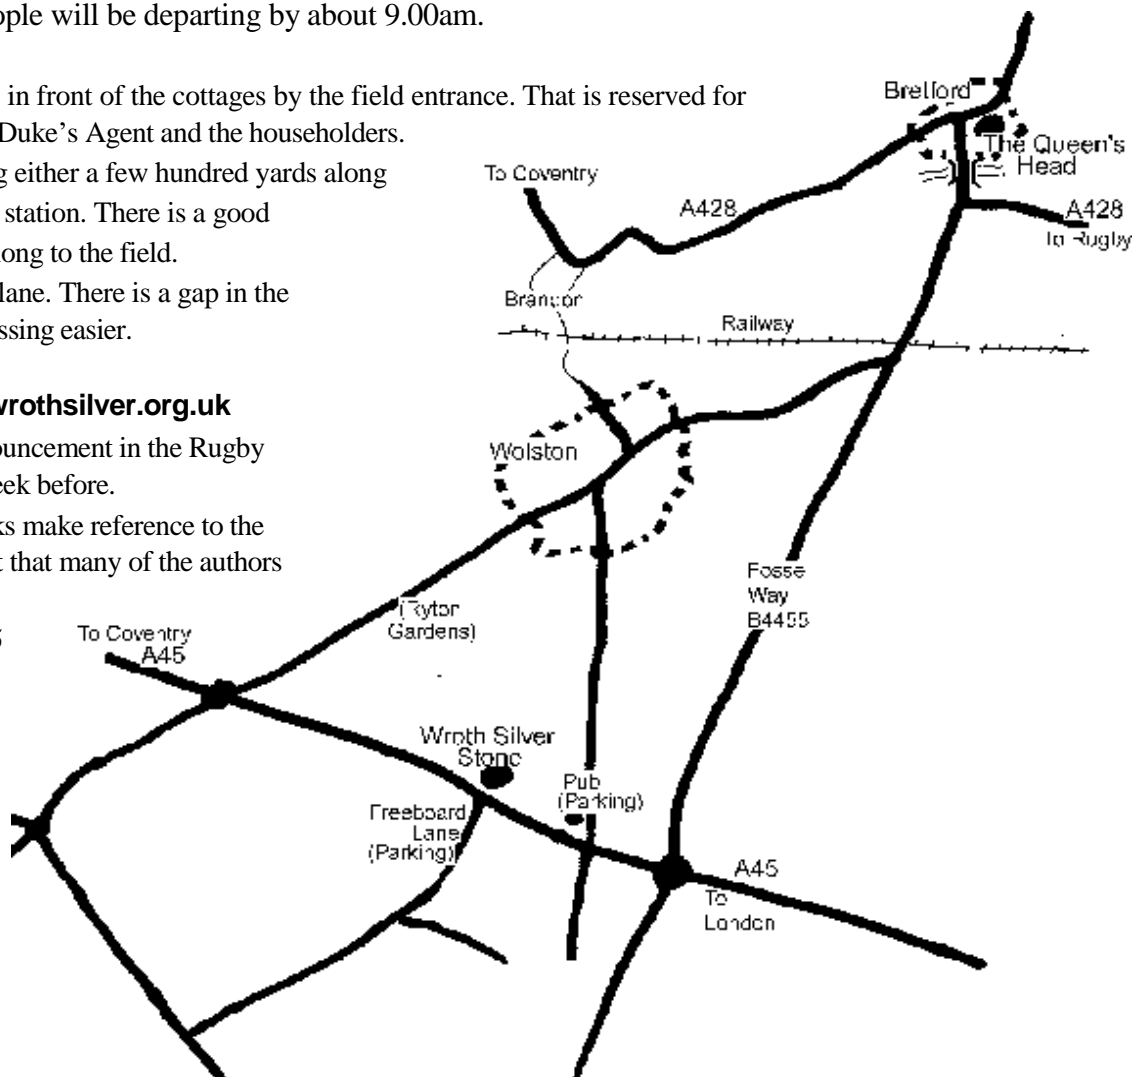 ople will be departing by about 9.00am.
in front of the cottages by the field entrance. That is reserved for
Duke's Agent and the householders.
g either a few hundred yards along
station. There is a good
long to the field.
lane. There is a gap in the
ssing easier.
wrothsilver.org.uk
ouncement in the Rugby
eek before.
ks make reference to the
t that many of the authors
Bretford
The Queen's
Head
To Coventry
A428
A428
To Rugby
Brandon
Railway
Wolston
Fosse
Way
B4455
(Ryton
Gardens)
To Coventry
A45
Wroth Silver
Stone
Pub
(Parking)
Freeboard
Lane
(Parking)
A45
To
London